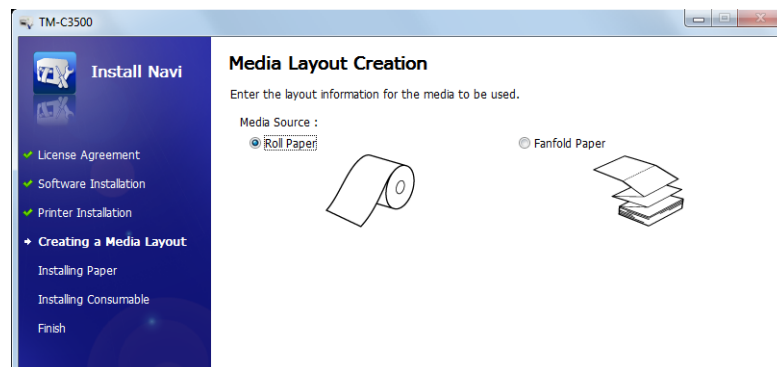 TM-C3500
Install Navi
License Agreement
Software Installation
Printer Installation
Creating a Media Layout
Installing Paper
Installing Consumable
Finish
Media Layout Creation
Enter the layout information for the media to be used.
Media Source :
Roll Paper
Fanfold Paper